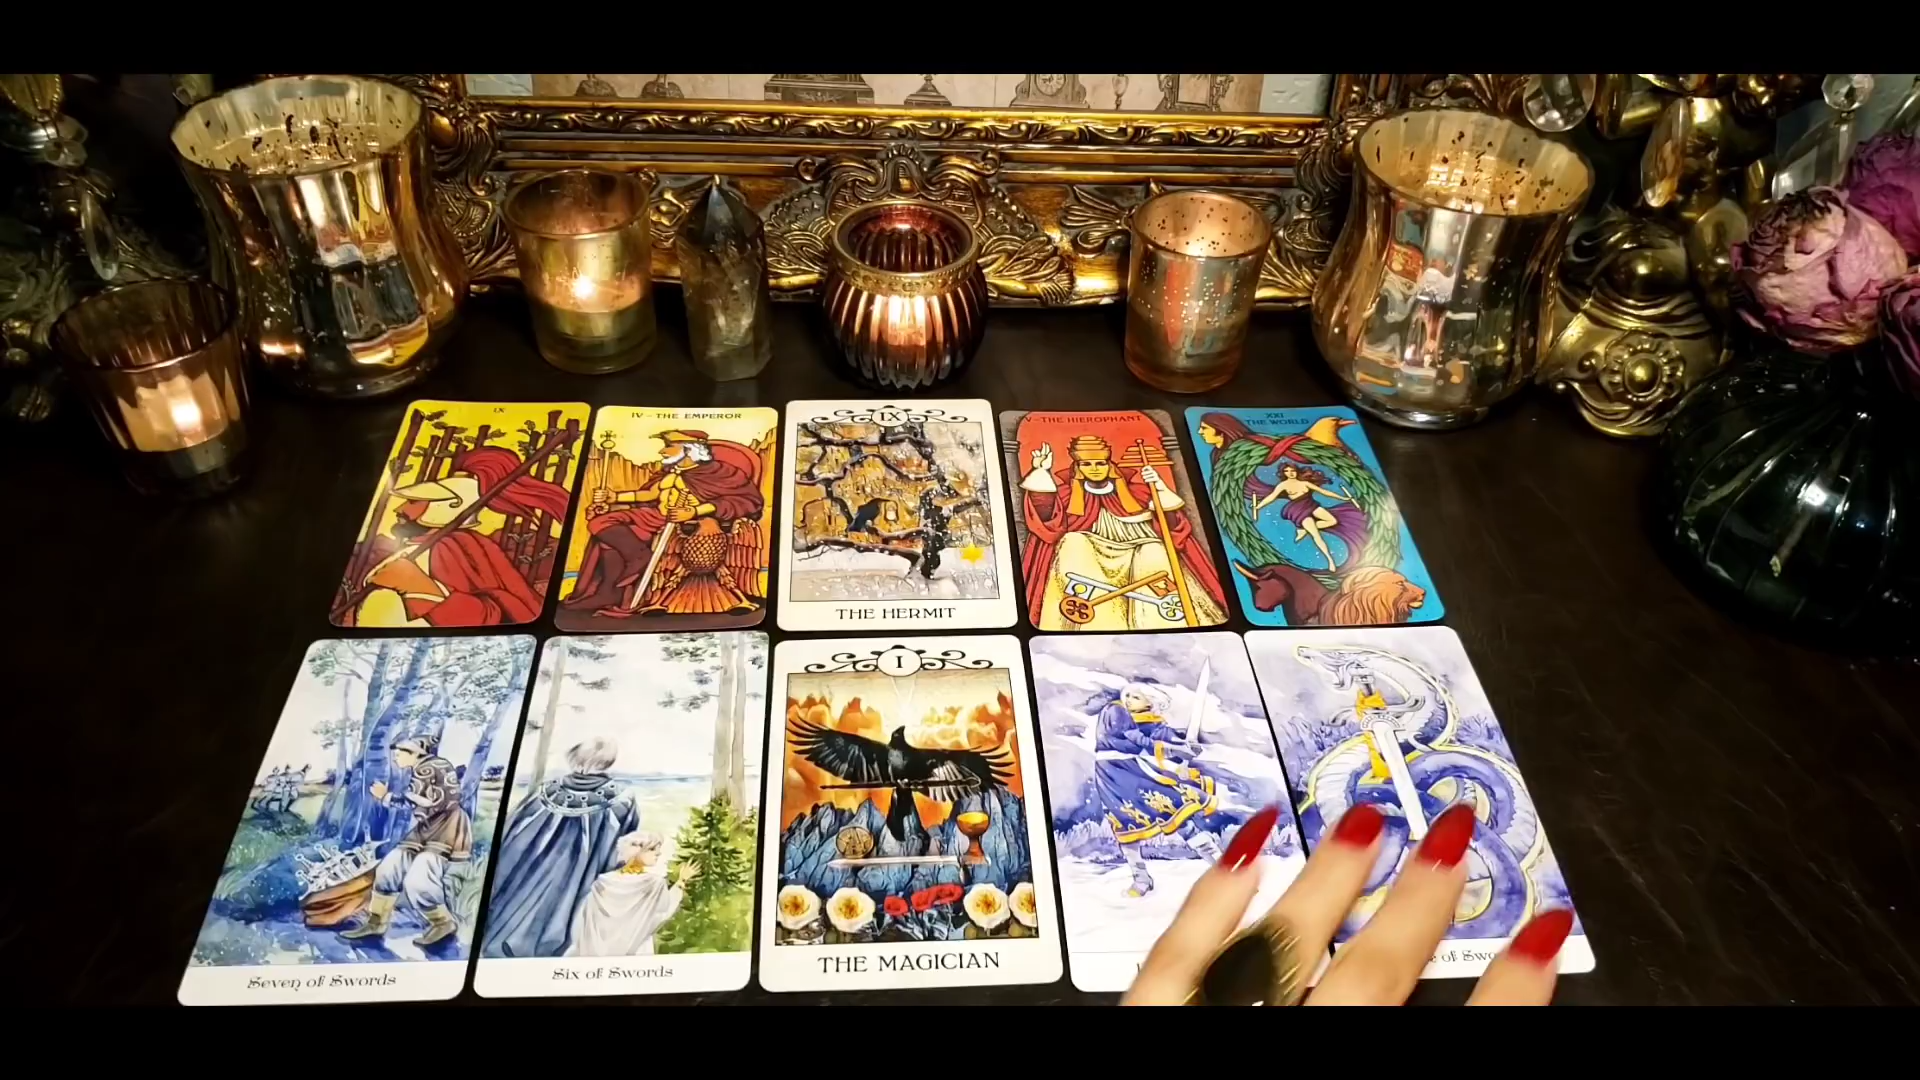 IX
IV - THE EMPEROR
IX
THE HERMIT
V - THE HIEROPHANT
XXI
THE WORLD
Seven of Swords
Six of Swords
I
THE MAGICIAN
of